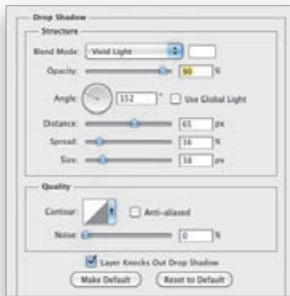 Drop Shadow
Structure
Blend Mode: Vivid Light
Opacity: 90 %
Angle: 152 ° Use Global Light
Distance: 65 px
Spread: 16 %
Size: 38 px
Quality
Contour: Anti-aliased
Noise: 0 %
Layer Knocks Out Drop Shadow
Make Default Reset to Default